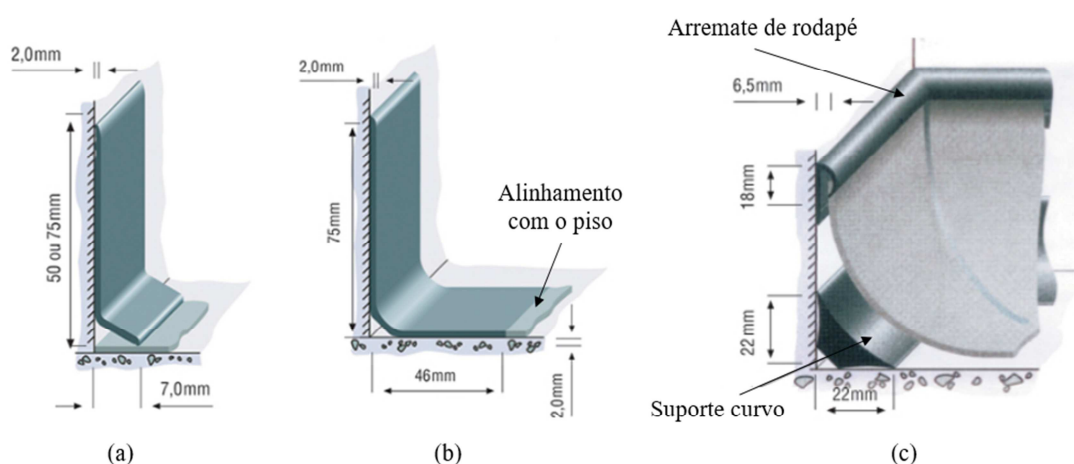 2,0mm
50 ou 75mm
7,0mm
(a)
2,0mm
75mm
Alinhamento
com o piso
46mm
2,0mm
(b)
Arremate de rodapé
6,5mm
18mm
22mm
Suporte curvo
22mm
(c)